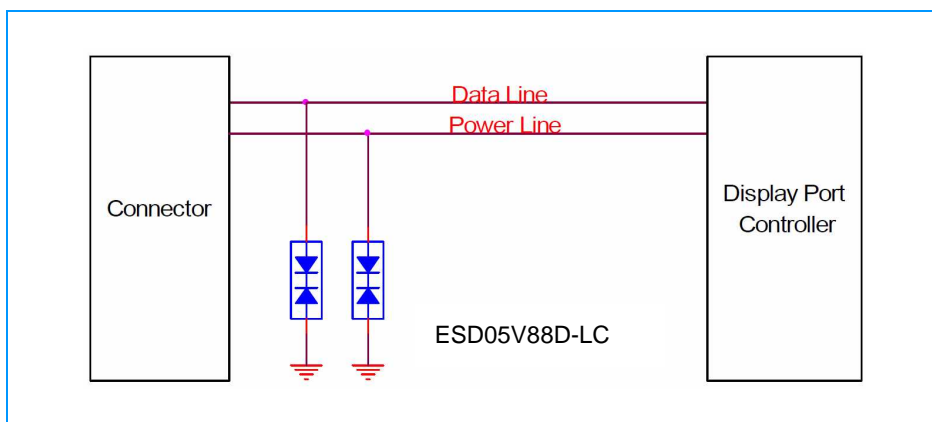 Data Line
Power Line
Connector
Display Port
Controller
ESD05V88D-LC